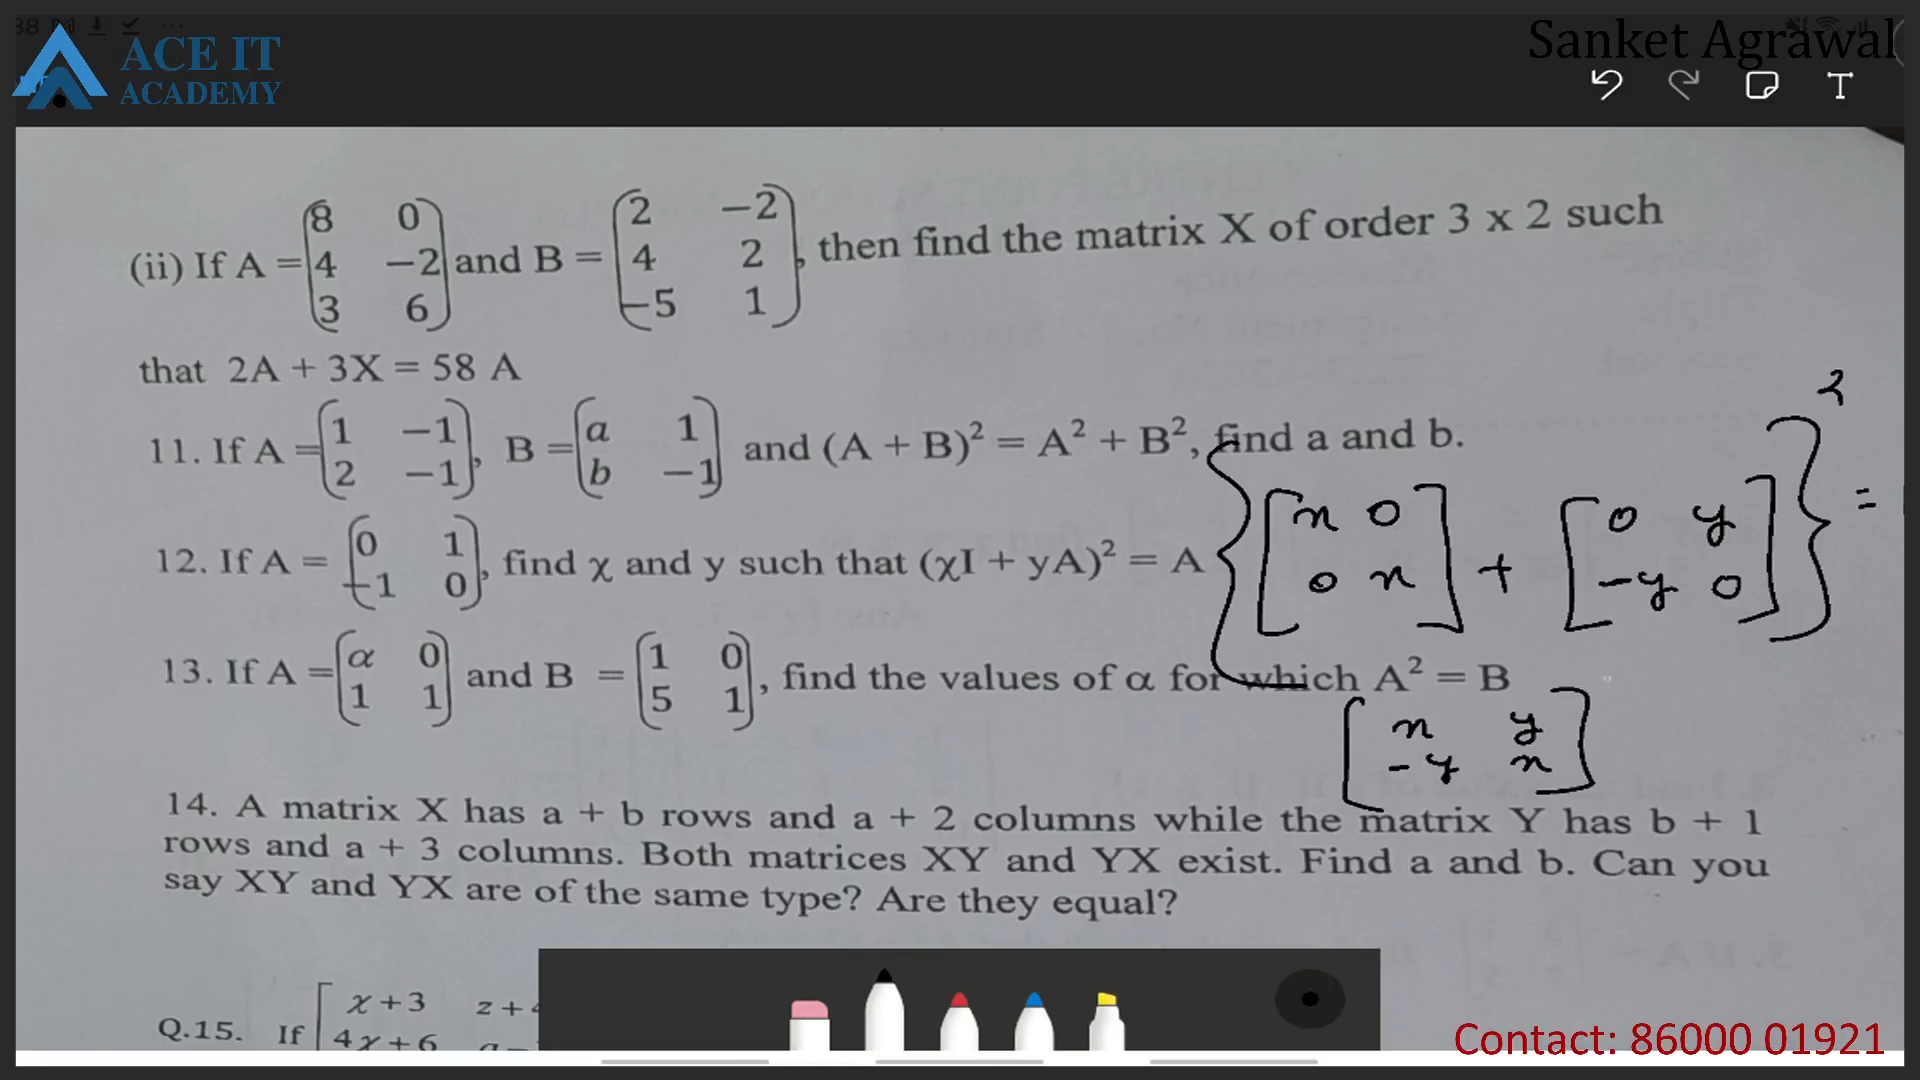 ACE IT
ACADEMY
Sanket Agrawal
T
(ii) If A = (8 0 4 -2 3 6) and B = (2 -2 4 2 -5 1), then find the matrix X of order 3 x 2 such
that 2A + 3X = 58 A
11. If A = (1 -1 2 -1), B = (a 1 b -1) and (A + B)² = A² + B², find a and b.
12. If A = (0 1 -1 0), find χ and y such that (χI + yA)² = A
{[x 0 0 x] + [0 y -y 0]}² =
13. If A = (α 0 1 1) and B = (1 0 5 1), find the values of α for which A² = B
[x y -y x]
14. A matrix X has a + b rows and a + 2 columns while the matrix Y has b + 1
rows and a + 3 columns. Both matrices XY and YX exist. Find a and b. Can you
say XY and YX are of the same type? Are they equal?
Q.15. If [χ+3 z+ 4χ+6
Contact: 86000 01921